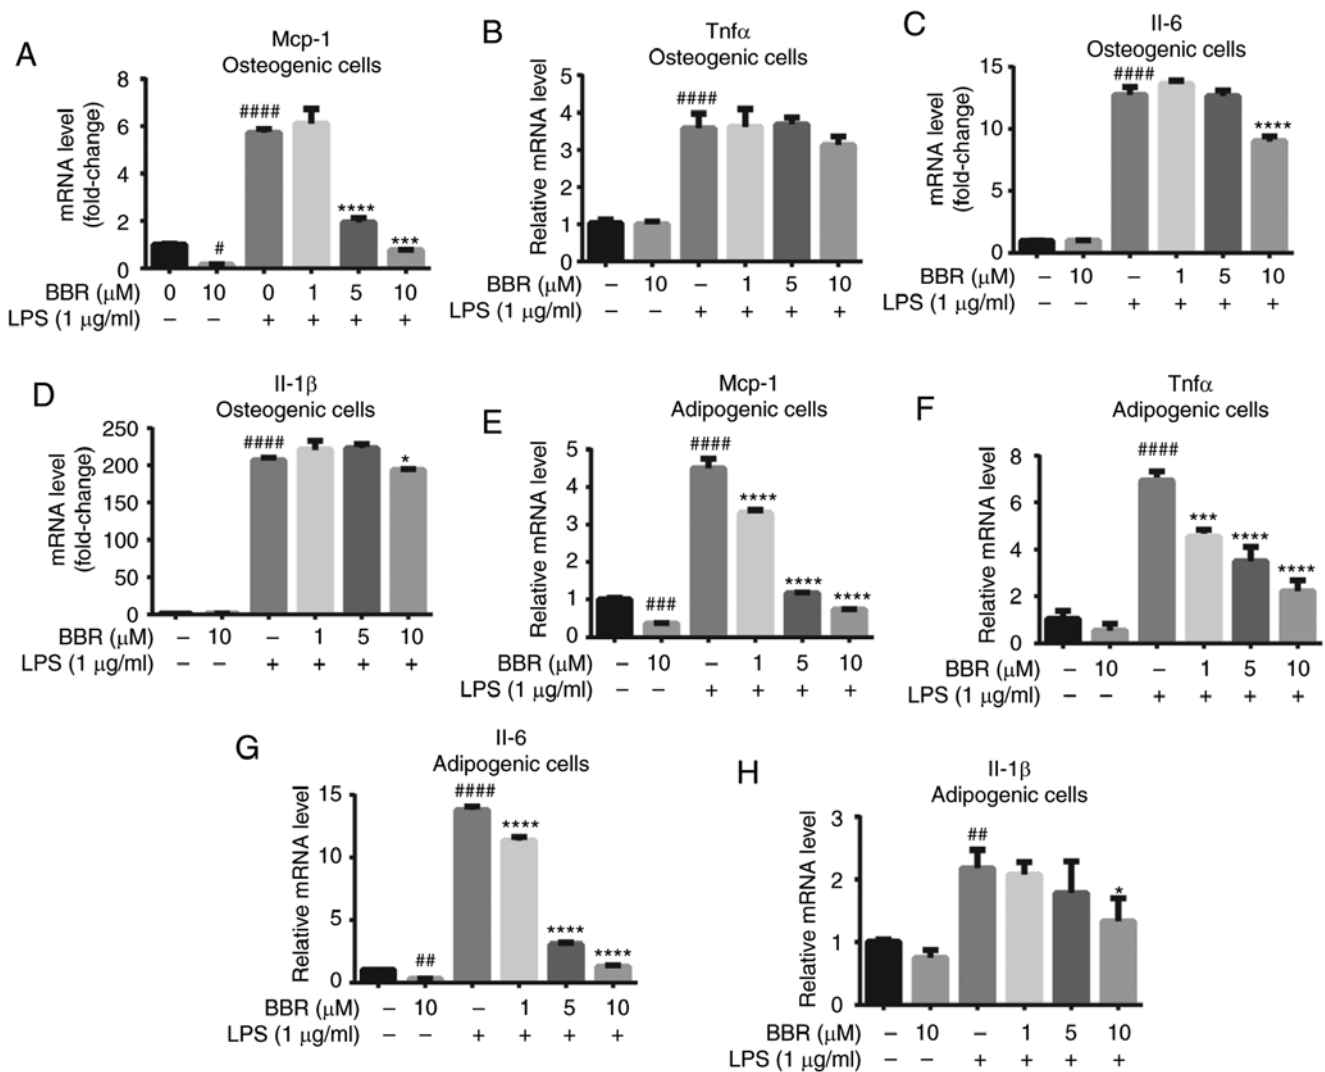 A
Mcp-1
Osteogenic cells
mRNA level
(fold-change)
8
6
4
2
0
#
####
****
***
BBR (μM) 0 10 0 1 5 10
LPS (1 μg/ml) – – + + + +
B
Tnfα
Osteogenic cells
Relative mRNA level
5
4
3
2
1
0
####
BBR (μM) – 10 – 1 5 10
LPS (1 μg/ml) – – + + + +
C
Il-6
Osteogenic cells
mRNA level
(fold-change)
15
10
5
0
####
****
BBR (μM) – 10 – 1 5 10
LPS (1 μg/ml) – – + + + +
D
Il-1β
Osteogenic cells
mRNA level
(fold-change)
250
200
150
100
50
0
####
*
BBR (μM) – 10 – 1 5 10
LPS (1 μg/ml) – – + + + +
E
Mcp-1
Adipogenic cells
Relative mRNA level
5
4
3
2
1
0
###
####
****
****
****
BBR (μM) – 10 – 1 5 10
LPS (1 μg/ml) – – + + + +
F
Tnfα
Adipogenic cells
Relative mRNA level
8
6
4
2
0
####
***
****
****
BBR (μM) – 10 – 1 5 10
LPS (1 μg/ml) – – + + + +
G
Il-6
Adipogenic cells
Relative mRNA level
15
10
5
0
##
####
****
****
****
BBR (μM) – 10 – 1 5 10
LPS (1 μg/ml) – – + + + +
H
Il-1β
Adipogenic cells
Relative mRNA level
3
2
1
0
##
*
BBR (μM) – 10 – 1 5 10
LPS (1 μg/ml) – – + + + +